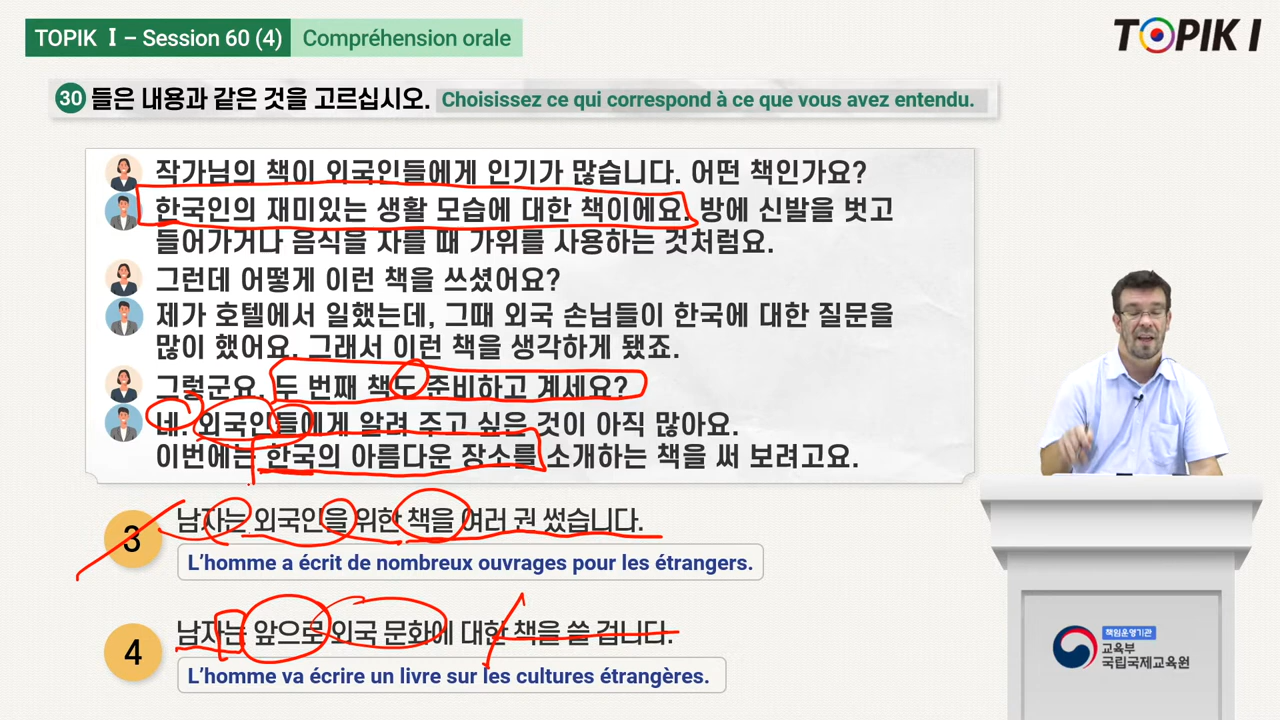 TOPIK Ⅰ – Session 60 (4) Compréhension orale
TOPIK I
30 들은 내용과 같은 것을 고르십시오. Choisissez ce qui correspond à ce que vous avez entendu.
작가님의 책이 외국인들에게 인기가 많습니다. 어떤 책인가요?
한국인의 재미있는 생활 모습에 대한 책이에요. 방에 신발을 벗고
들어가거나 음식을 자를 때 가위를 사용하는 것처럼요.
그런데 어떻게 이런 책을 쓰셨어요?
제가 호텔에서 일했는데, 그때 외국 손님들이 한국에 대한 질문을
많이 했어요. 그래서 이런 책을 생각하게 됐죠.
그렇군요. 두 번째 책도 준비하고 계세요?
네. 외국인들에게 알려 주고 싶은 것이 아직 많아요.
이번에는 한국의 아름다운 장소를 소개하는 책을 써 보려고요.
3 남자는 외국인을 위한 책을 여러 권 썼습니다.
L’homme a écrit de nombreux ouvrages pour les étrangers.
4 남자는 앞으로 외국 문화에 대한 책을 쓸 겁니다.
L’homme va écrire un livre sur les cultures étrangères.
책임운영기관
교육부
국립국제교육원